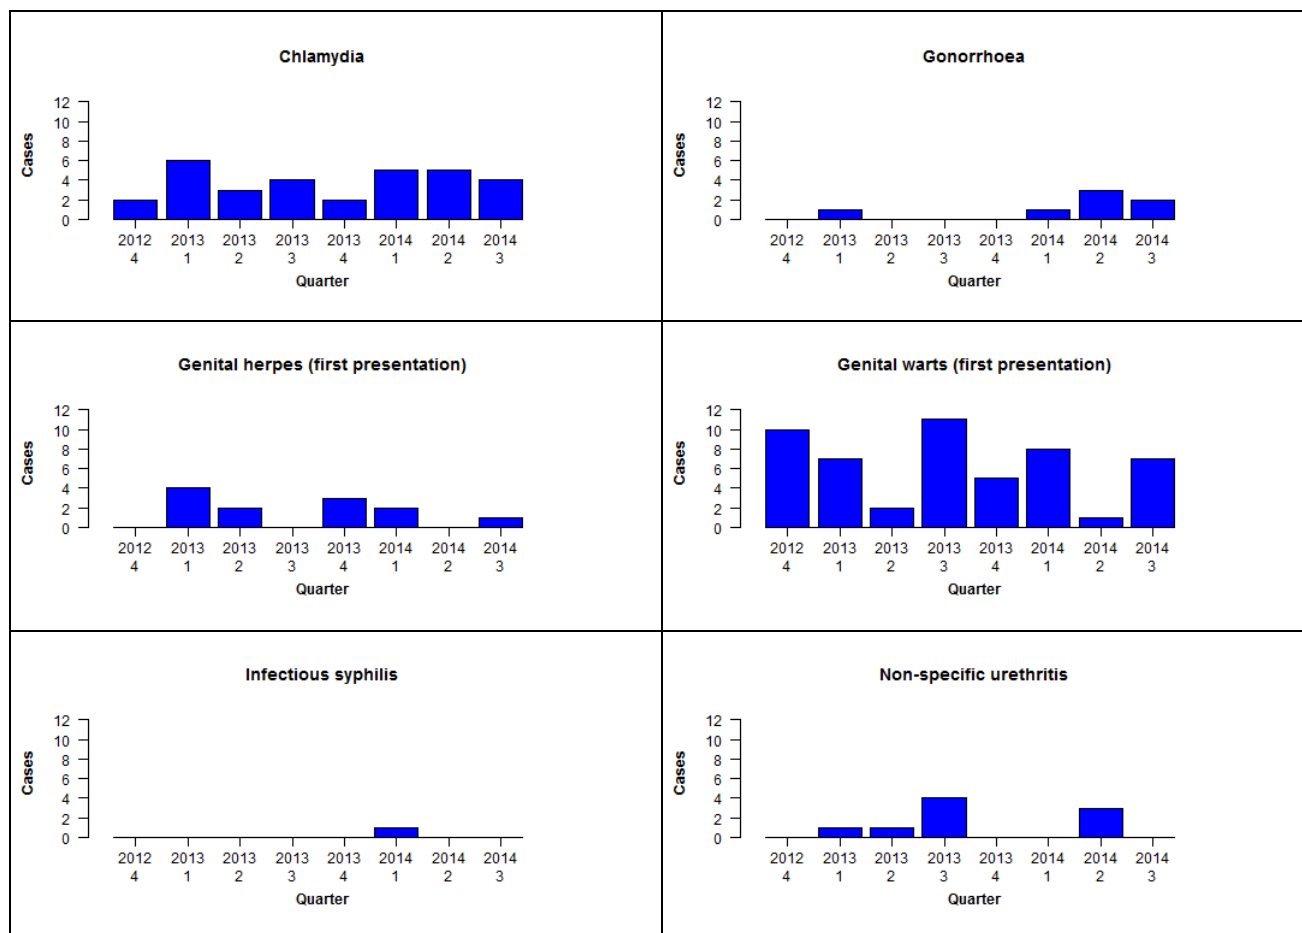 Chlamydia
12
10
8
6
4
2
0
Cases
2012 2013 2013 2013 2013 2014 2014 2014
4 1 2 3 4 1 2 3
Quarter
Gonorrhoea
12
10
8
6
4
2
0
Cases
2012 2013 2013 2013 2013 2014 2014 2014
4 1 2 3 4 1 2 3
Quarter
Genital herpes (first presentation)
12
10
8
6
4
2
0
Cases
2012 2013 2013 2013 2013 2014 2014 2014
4 1 2 3 4 1 2 3
Quarter
Genital warts (first presentation)
12
10
8
6
4
2
0
Cases
2012 2013 2013 2013 2013 2014 2014 2014
4 1 2 3 4 1 2 3
Quarter
Infectious syphilis
12
10
8
6
4
2
0
Cases
2012 2013 2013 2013 2013 2014 2014 2014
4 1 2 3 4 1 2 3
Quarter
Non-specific urethritis
12
10
8
6
4
2
0
Cases
2012 2013 2013 2013 2013 2014 2014 2014
4 1 2 3 4 1 2 3
Quarter